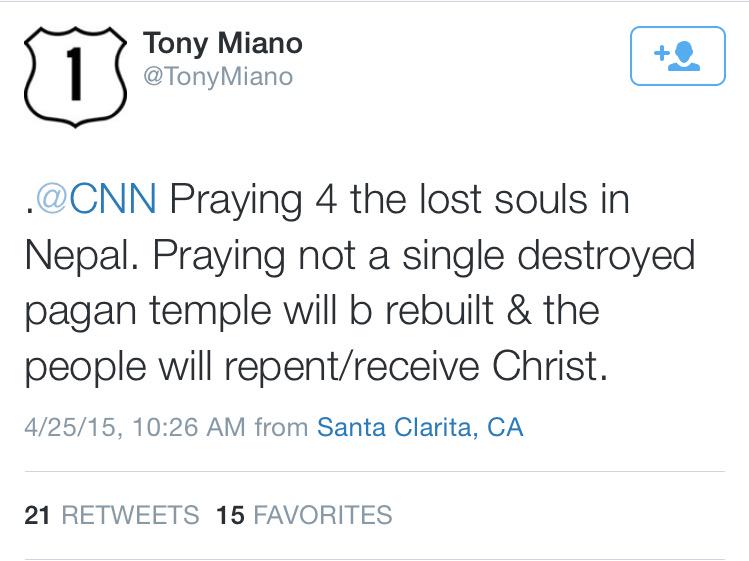 1
Tony Miano
@TonyMiano
.@CNN Praying 4 the lost souls in
Nepal. Praying not a single destroyed
pagan temple will b rebuilt & the
people will repent/receive Christ.
4/25/15, 10:26 AM from Santa Clarita, CA
21 RETWEETS 15 FAVORITES